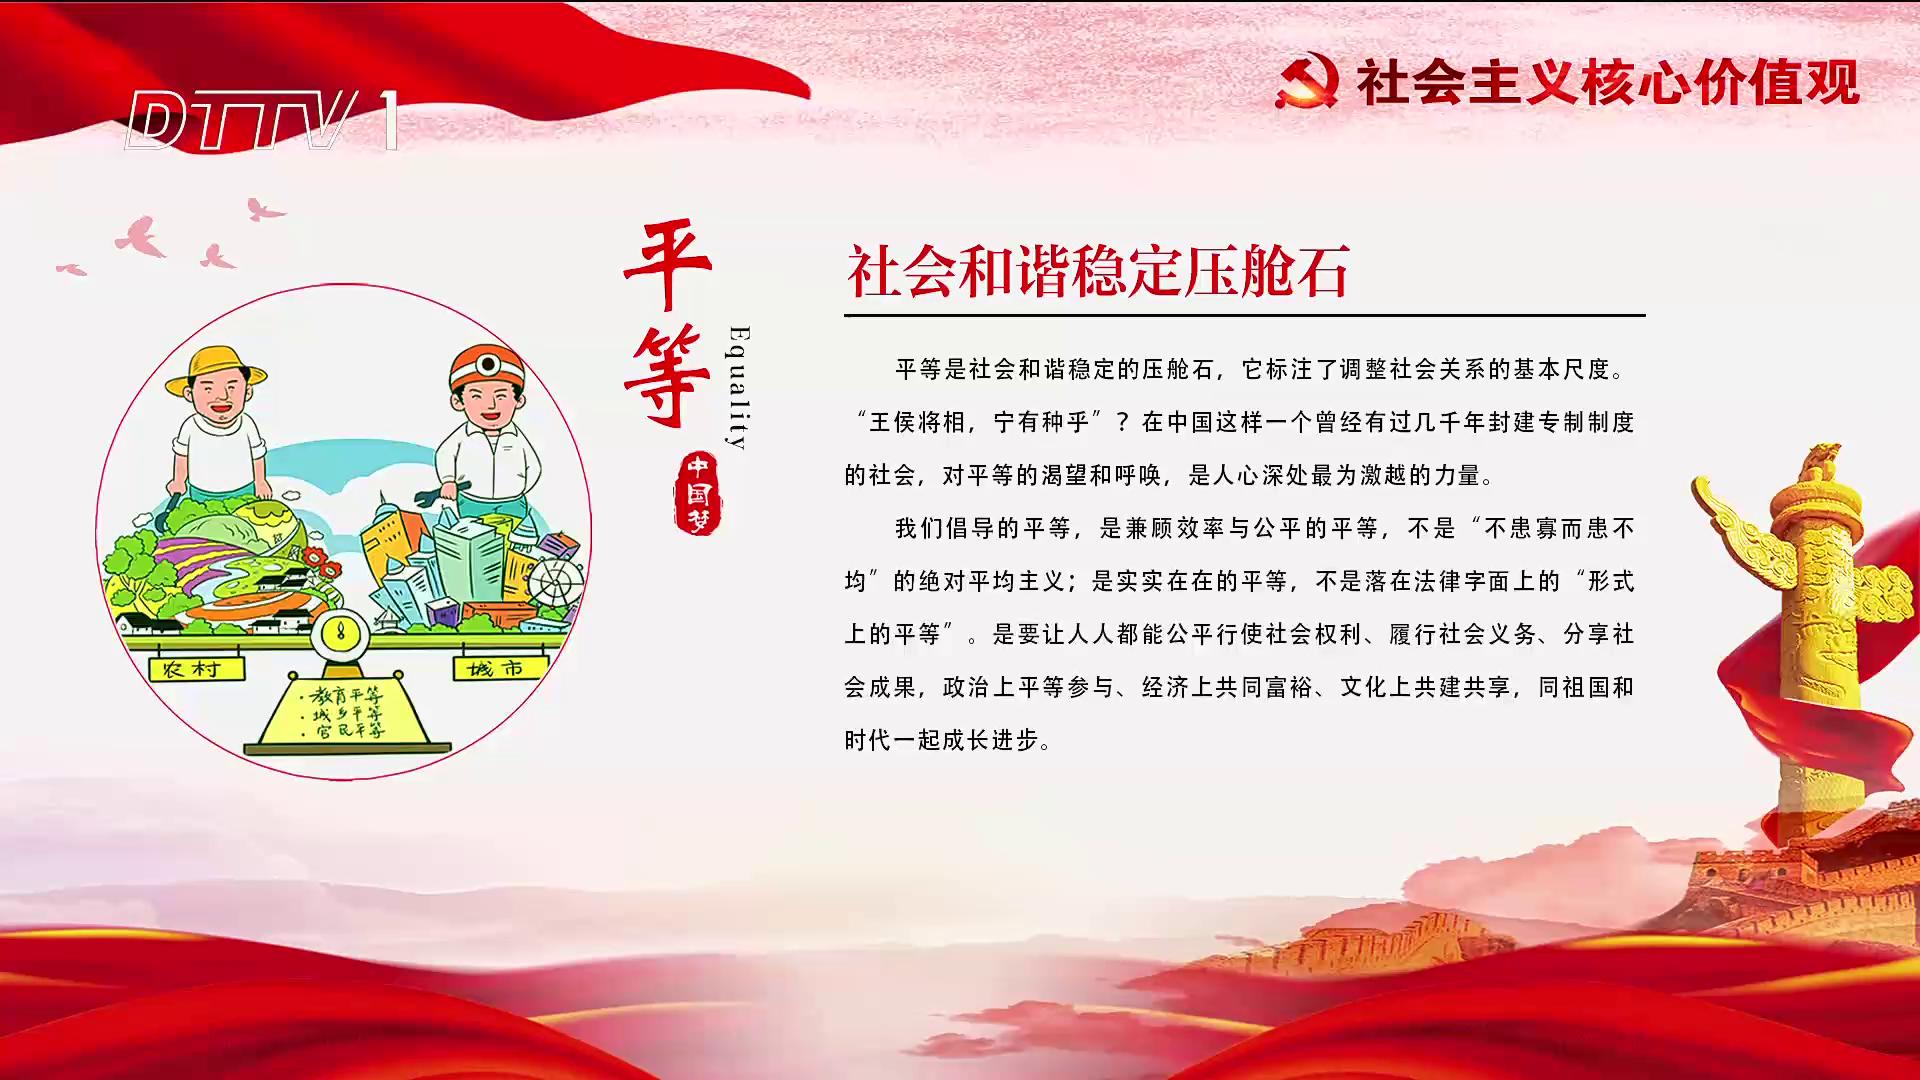 DTTV 1
社会主义核心价值观
平等
Equality
中国梦
社会和谐稳定压舱石
平等是社会和谐稳定的压舱石，它标注了调整社会关系的基本尺度。
“王侯将相，宁有种乎”？在中国这样一个曾经有过几千年封建专制制度
的社会，对平等的渴望和呼唤，是人心深处最为激越的力量。
我们倡导的平等，是兼顾效率与公平的平等，不是“不患寡而患不
均”的绝对平均主义；是实实在在的平等，不是落在法律字面上的“形式
上的平等”。是要让人人都能公平行使社会权利、履行社会义务、分享社
会成果，政治上平等参与、经济上共同富裕、文化上共建共享，同祖国和
时代一起成长进步。
农村
城市
·教育平等
·城乡平等
·官民平等